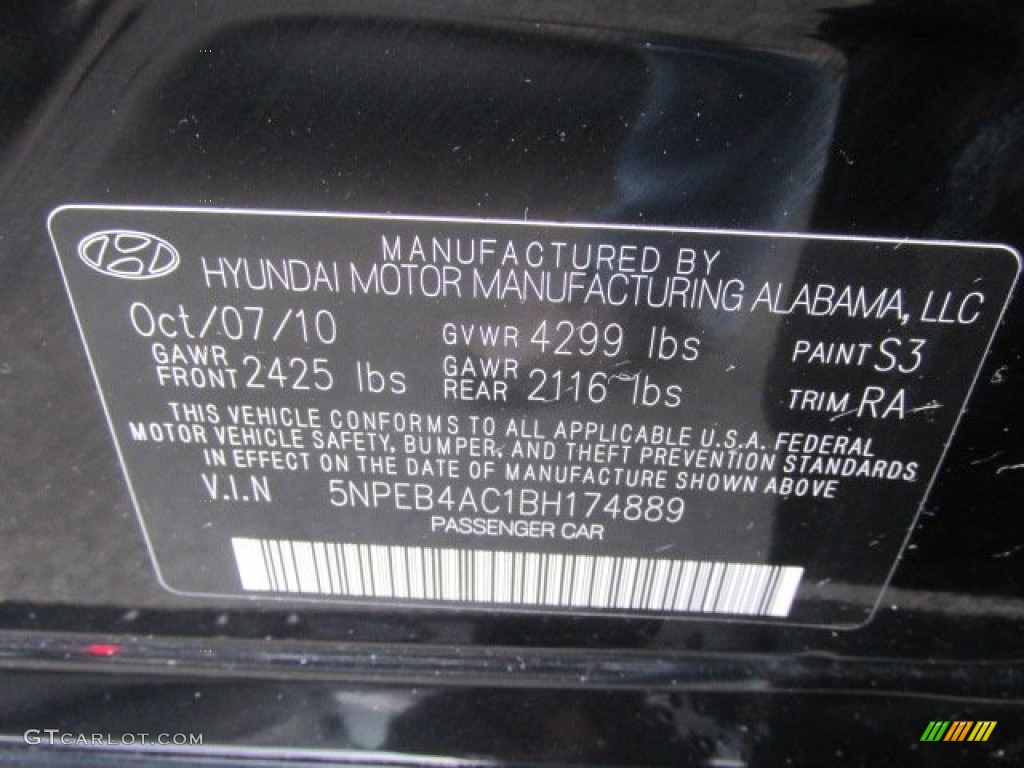 MANUFACTURED BY
HYUNDAI MOTOR MANUFACTURING ALABAMA, LLC
Oct/07/10 GVWR 4299 lbs PAINT S3
GAWR FRONT 2425 lbs GAWR REAR 2116 lbs TRIM RA
THIS VEHICLE CONFORMS TO ALL APPLICABLE U.S.A. FEDERAL
MOTOR VEHICLE SAFETY, BUMPER, AND THEFT PREVENTION STANDARDS
IN EFFECT ON THE DATE OF MANUFACTURE SHOWN ABOVE
V.I.N 5NPEB4AC1BH174889
PASSENGER CAR
GTCARLOT.COM